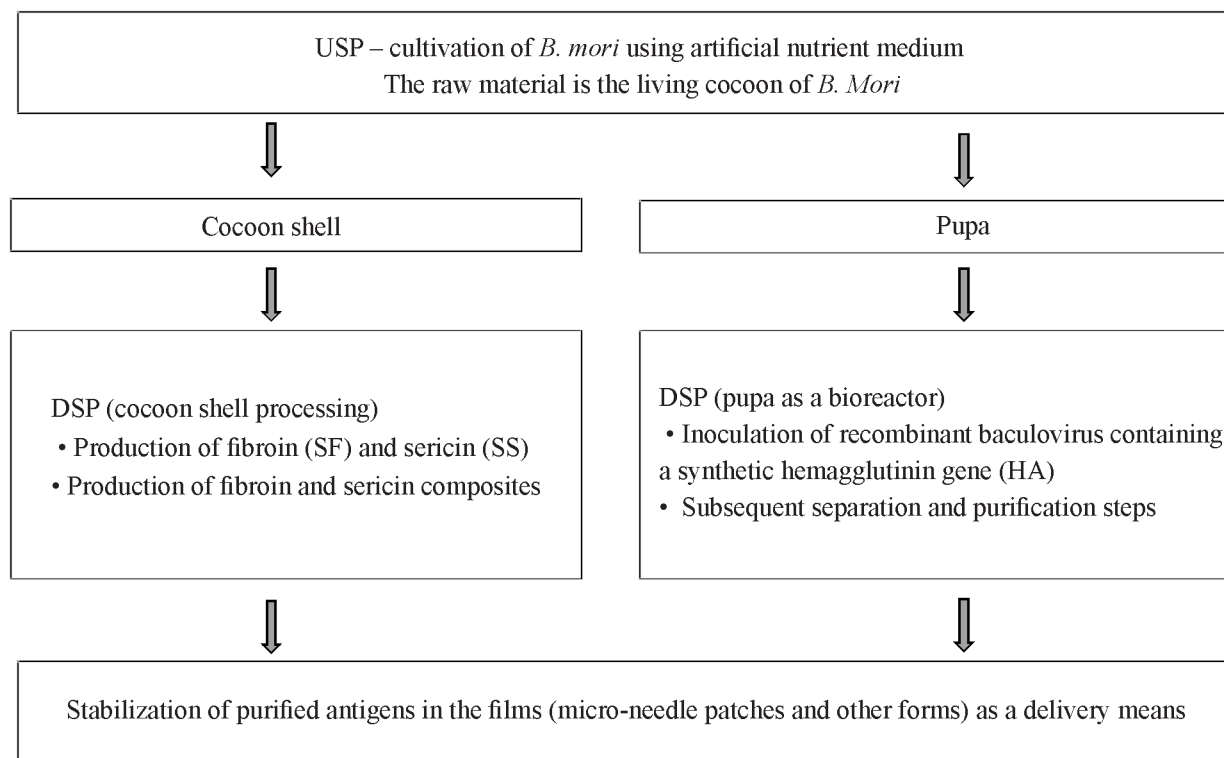 USP – cultivation of B. mori using artificial nutrient medium
The raw material is the living cocoon of B. Mori
Cocoon shell
Pupa
DSP (cocoon shell processing)
• Production of fibroin (SF) and sericin (SS)
• Production of fibroin and sericin composites
DSP (pupa as a bioreactor)
• Inoculation of recombinant baculovirus containing
a synthetic hemagglutinin gene (HA)
• Subsequent separation and purification steps
Stabilization of purified antigens in the films (micro-needle patches and other forms) as a delivery means